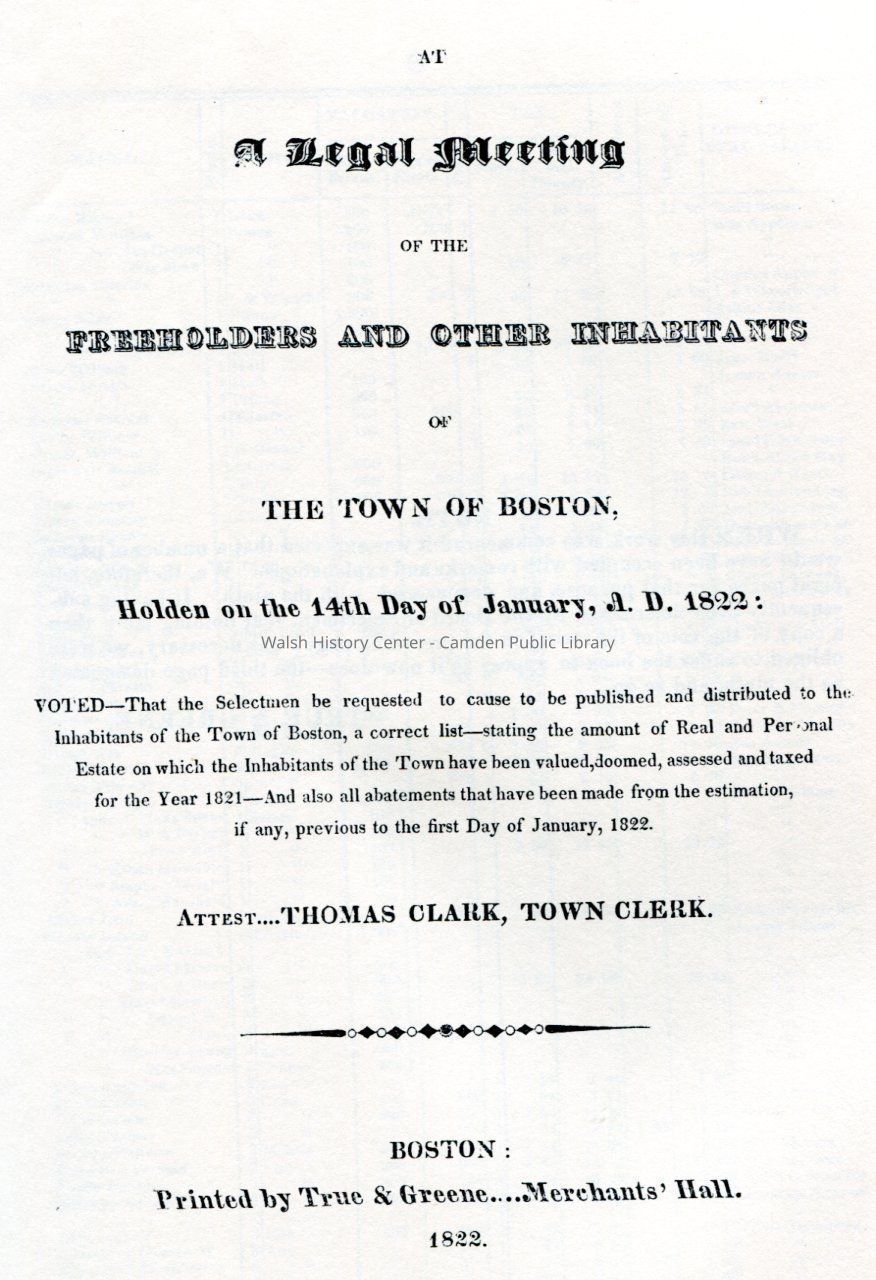 AT
A Legal Meeting
OF THE
FREEHOLDERS AND OTHER INHABITANTS
OF
THE TOWN OF BOSTON,
Holden on the 14th Day of January, A. D. 1822:
Walsh History Center - Camden Public Library
VOTED—That the Selectmen be requested to cause to be published and distributed to the
Inhabitants of the Town of Boston, a correct list—stating the amount of Real and Personal
Estate on which the Inhabitants of the Town have been valued,doomed, assessed and taxed
for the Year 1821—And also all abatements that have been made from the estimation,
if any, previous to the first Day of January, 1822.
ATTEST....THOMAS CLARK, TOWN CLERK.
BOSTON:
Printed by True & Greene....Merchants' Hall.
1822.